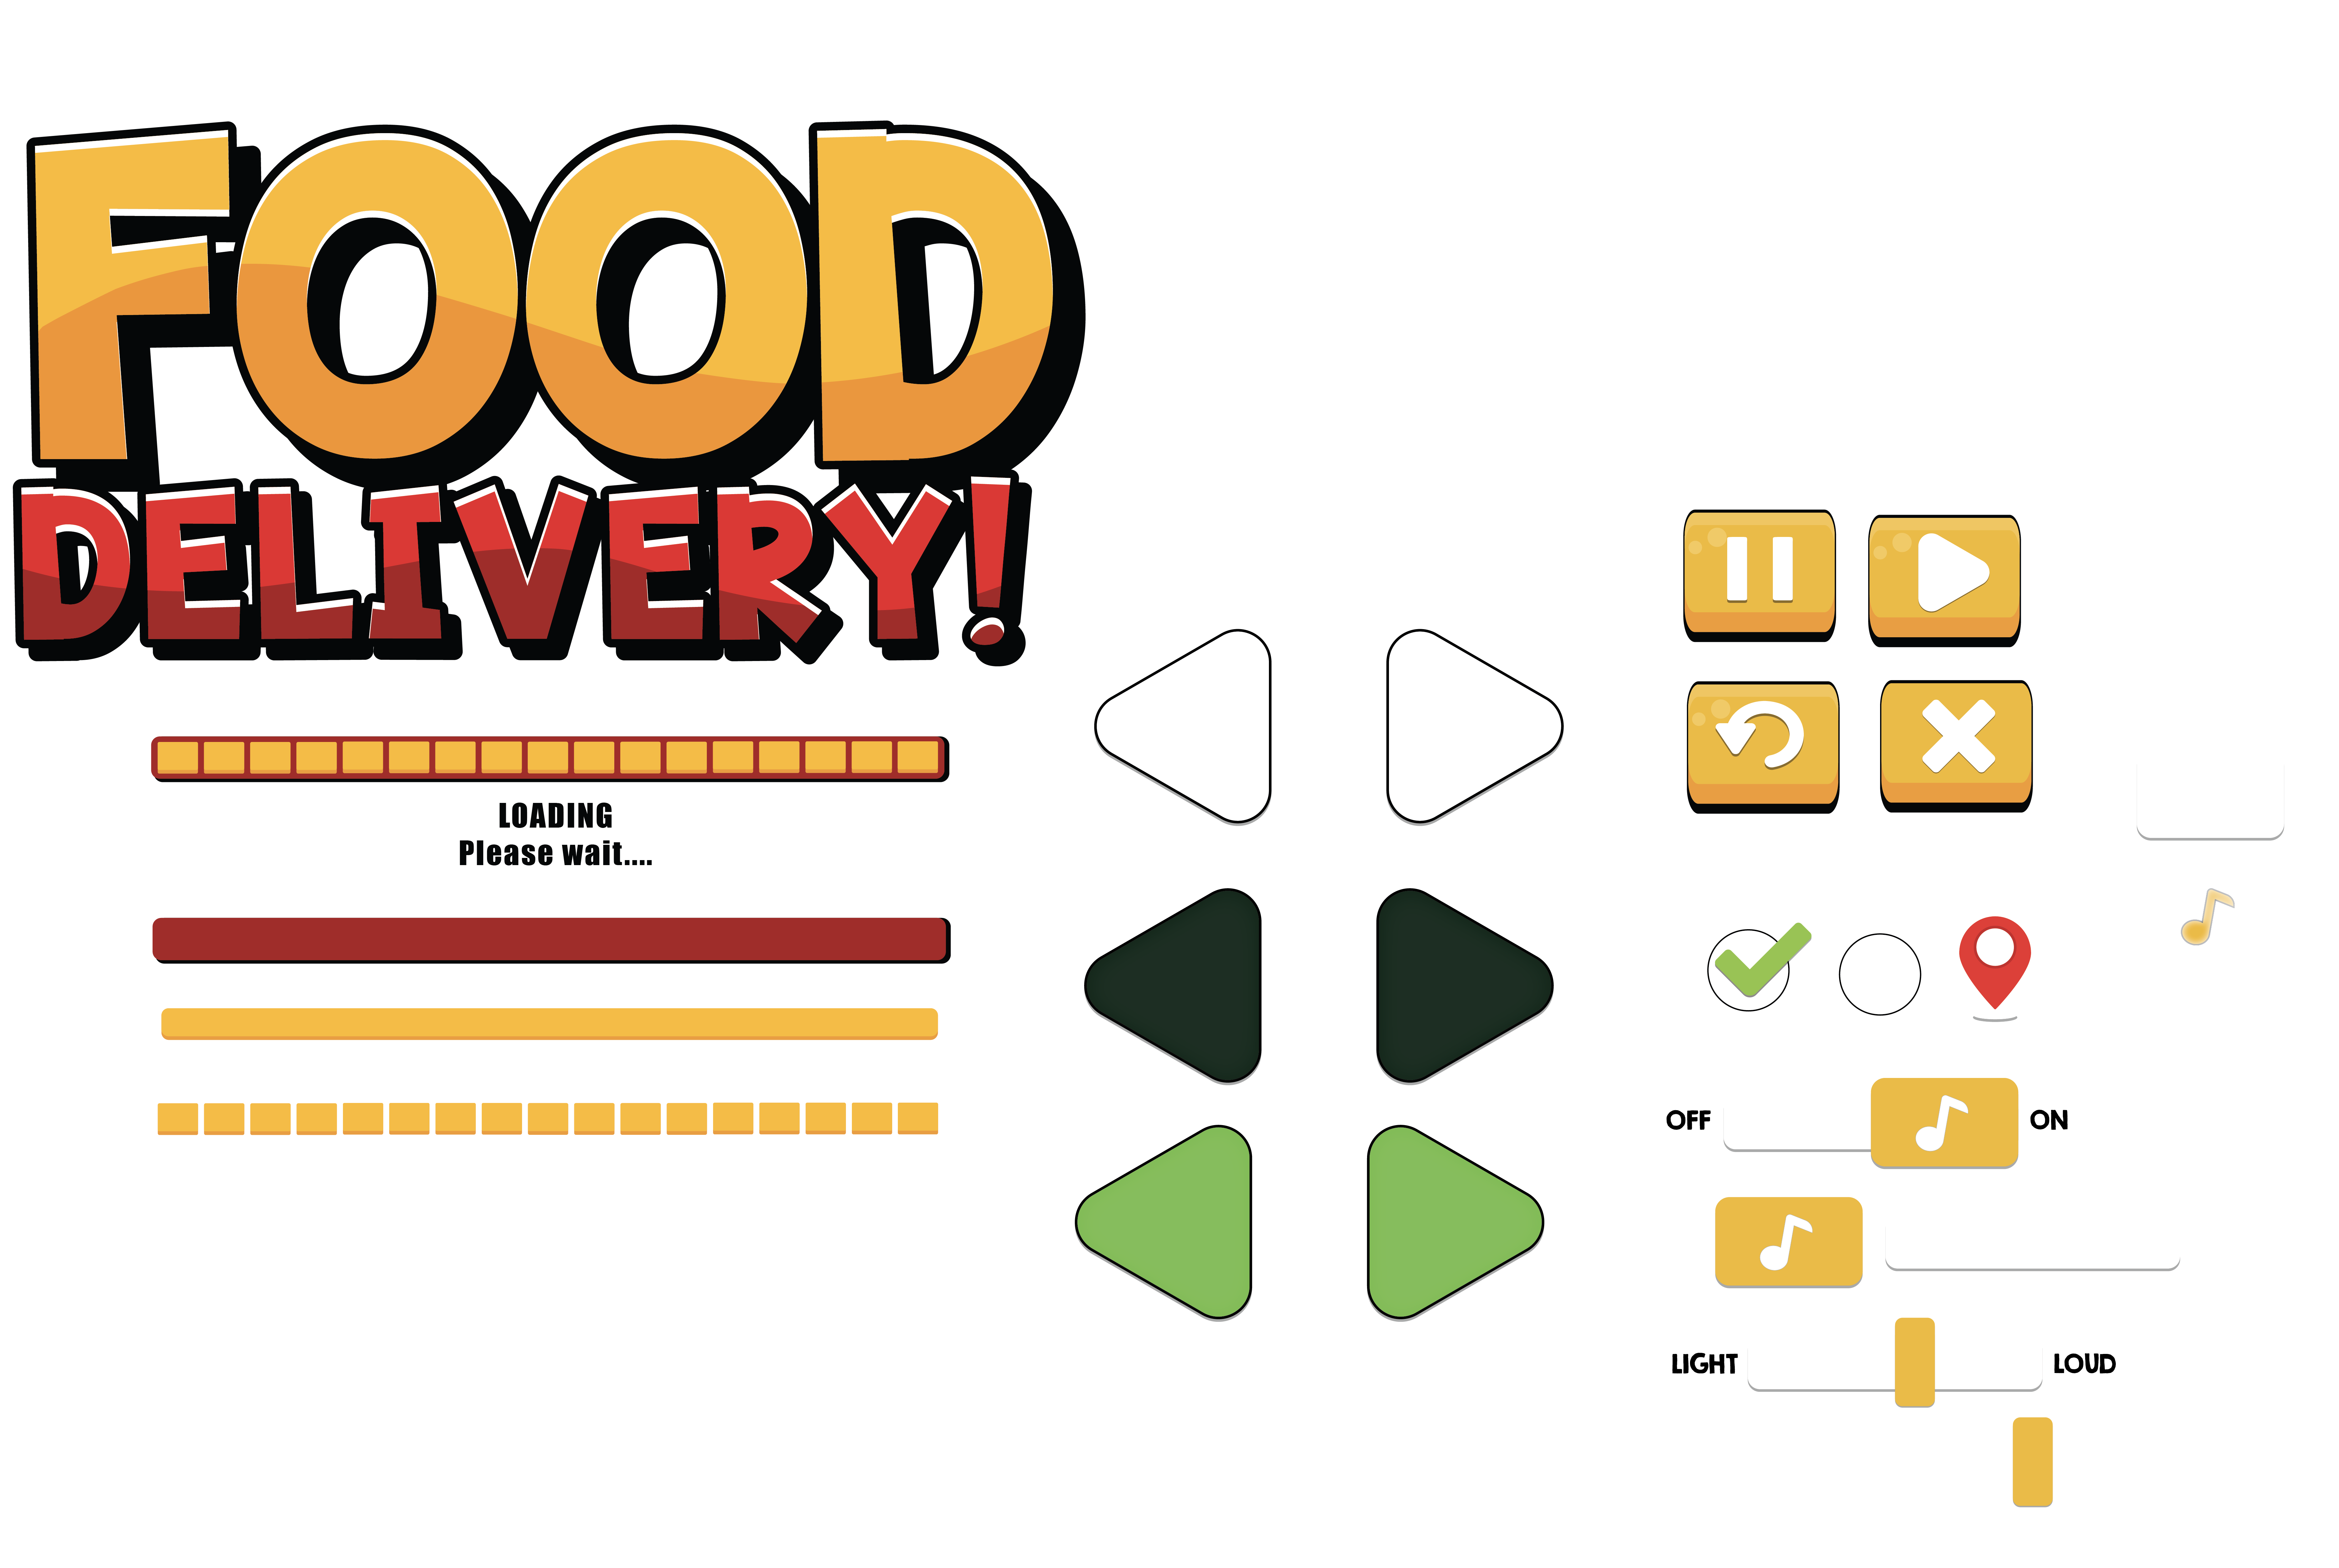 FOOD
DELIVERY!
LOADING
Please wait....
OFF
ON
LIGHT
LOUD